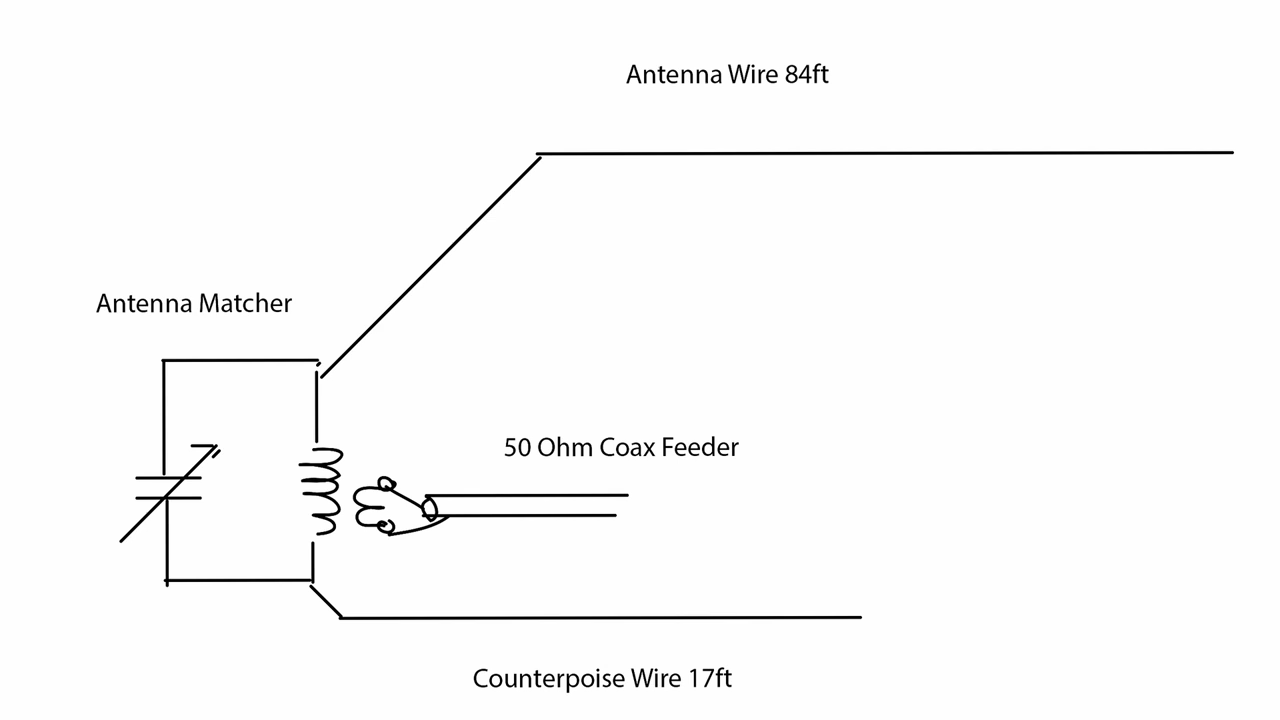 Antenna Wire 84ft
Antenna Matcher
50 Ohm Coax Feeder
Counterpoise Wire 17ft